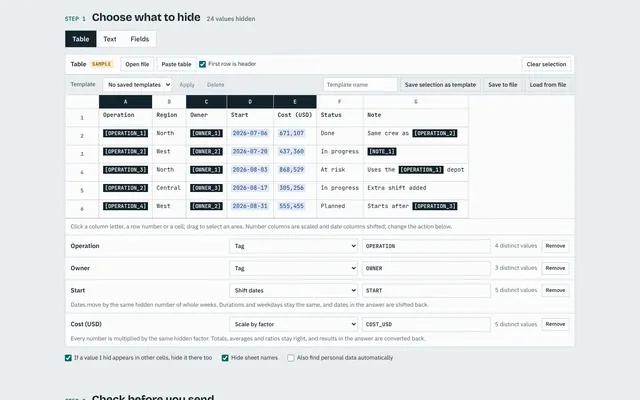 STEP 1 Choose what to hide 24 values hidden
Table Text Fields
Table SAMPLE Open file Paste table First row is header Clear selection
Template No saved templates Apply Delete Template name Save selection as template Save to file Load from file
A B C D E F G
1 Operation Region Owner Start Cost (USD) Status Note
2 [OPERATION_1] North [OWNER_1] 2026-07-06 671,107 Done Same crew as [OPERATION_2]
3 [OPERATION_2] West [OWNER_2] 2026-07-20 437,360 In progress [NOTE_1]
4 [OPERATION_3] North [OWNER_1] 2026-08-03 868,529 At risk Uses the [OPERATION_1] depot
5 [OPERATION_2] Central [OWNER_3] 2026-08-17 305,256 In progress Extra shift added
6 [OPERATION_4] West [OWNER_2] 2026-08-31 555,455 Planned Starts after [OPERATION_3]
Click a column letter, a row number or a cell; drag to select an area. Number columns are scaled and date columns shifted; change the action below.
Operation Tag OPERATION 4 distinct values Remove
Owner Tag OWNER 3 distinct values Remove
Start Shift dates START 5 distinct values Remove
Dates move by the same hidden number of whole weeks. Durations and weekdays stay the same, and dates in the answer are shifted back.
Cost (USD) Scale by factor COST_USD 5 distinct values Remove
Every number is multiplied by the same hidden factor. Totals, averages and ratios stay right, and results in the answer are converted back.
If a value I hid appears in other cells, hide it there too Hide sheet names Also find personal data automatically
Check before you send